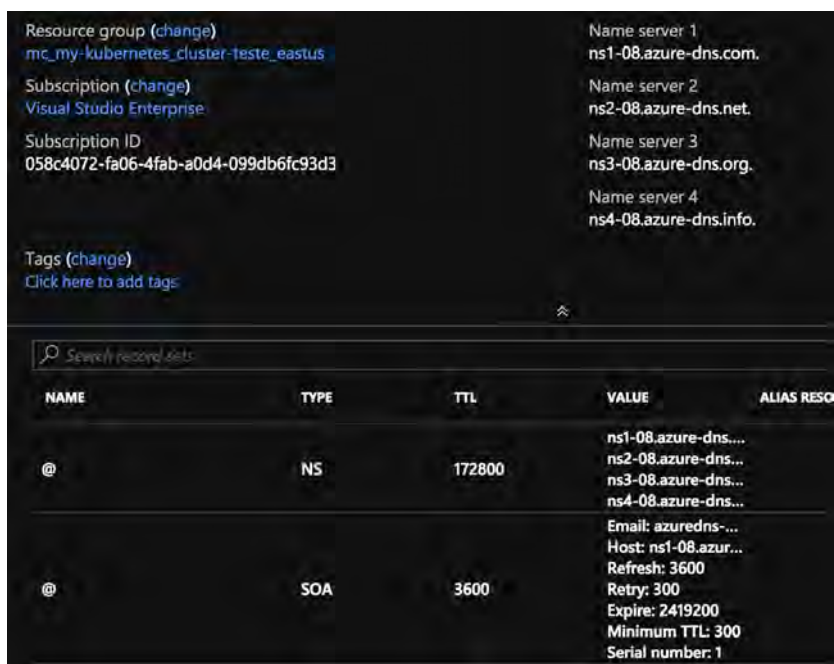 Resource group (change)
mc_my-kubernetes_cluster-teste_eastus
Subscription (change)
Visual Studio Enterprise
Subscription ID
058c4072-fa06-4fab-a0d4-099db6fc93d3
Tags (change)
Click here to add tags
Name server 1
ns1-08.azure-dns.com.
Name server 2
ns2-08.azure-dns.net.
Name server 3
ns3-08.azure-dns.org.
Name server 4
ns4-08.azure-dns.info.
Search record sets
NAME TYPE TTL VALUE ALIAS RESO
@ NS 172800 ns1-08.azure-dns....
ns2-08.azure-dns...
ns3-08.azure-dns...
ns4-08.azure-dns...
@ SOA 3600 Email: azuredns-...
Host: ns1-08.azur...
Refresh: 3600
Retry: 300
Expire: 2419200
Minimum TTL: 300
Serial number: 1